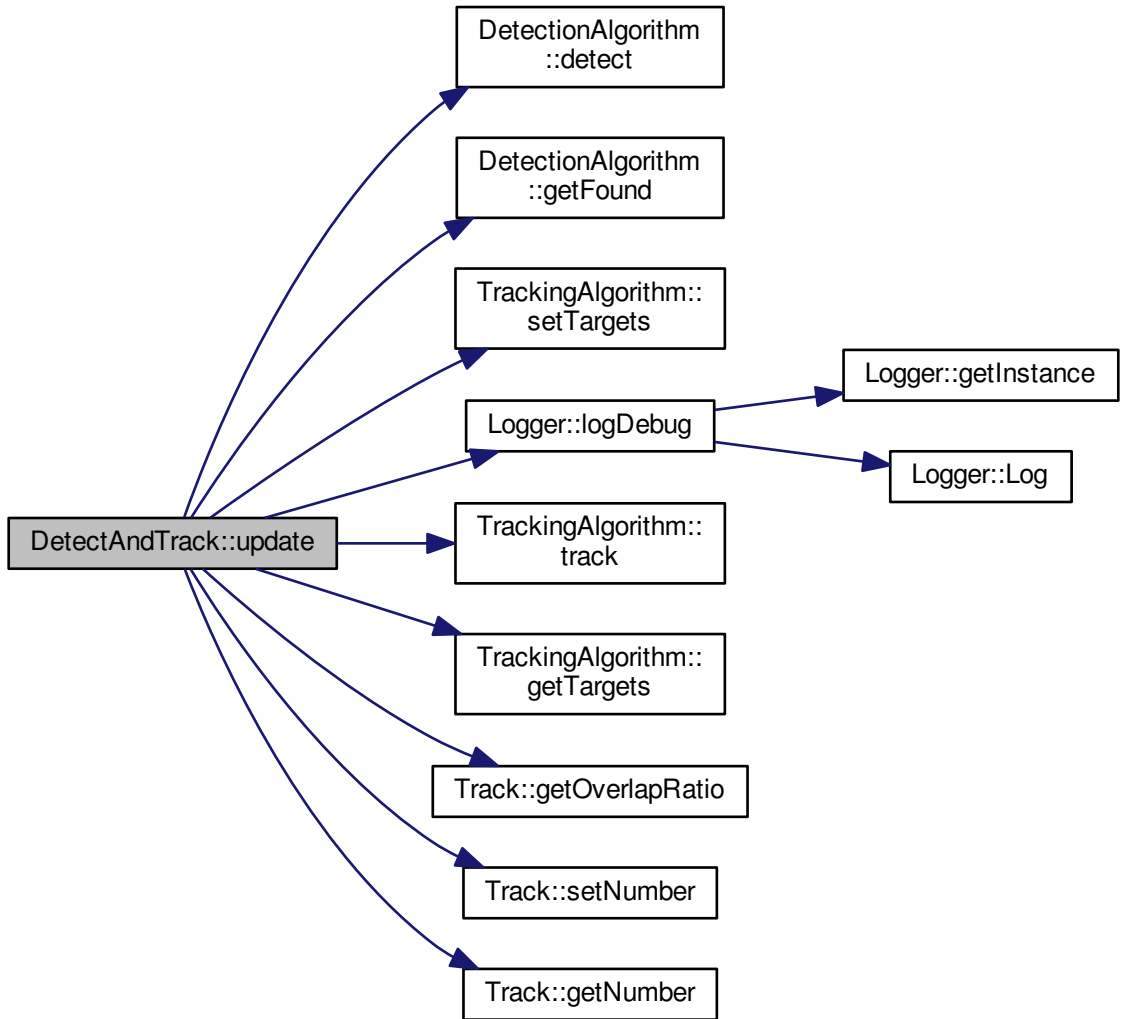 DetectionAlgorithm
::detect
DetectionAlgorithm
::getFound
TrackingAlgorithm::
setTargets
Logger::getInstance
Logger::logDebug
Logger::Log
DetectAndTrack::update
TrackingAlgorithm::
track
TrackingAlgorithm::
getTargets
Track::getOverlapRatio
Track::setNumber
Track::getNumber